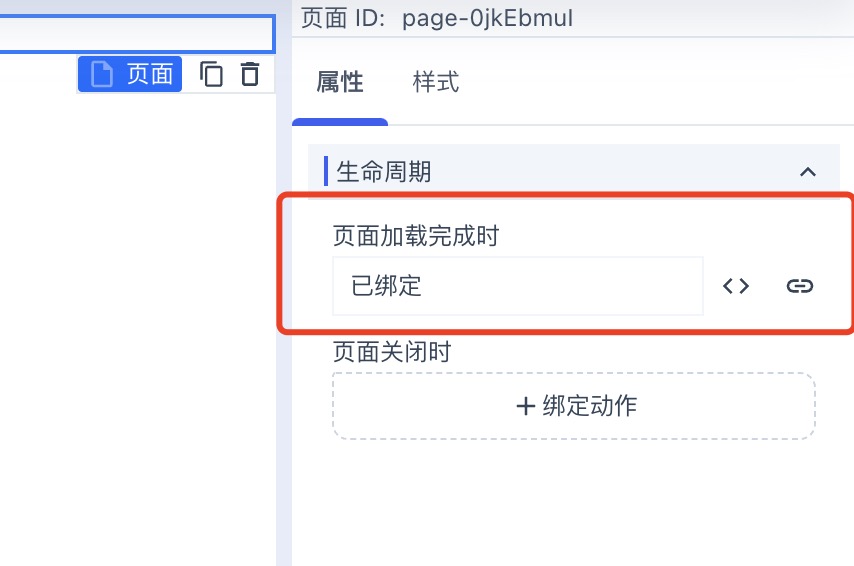 页面 ID: page-0jkEbmul
页面
属性 样式
生命周期
页面加载完成时
已绑定
页面关闭时
绑定动作